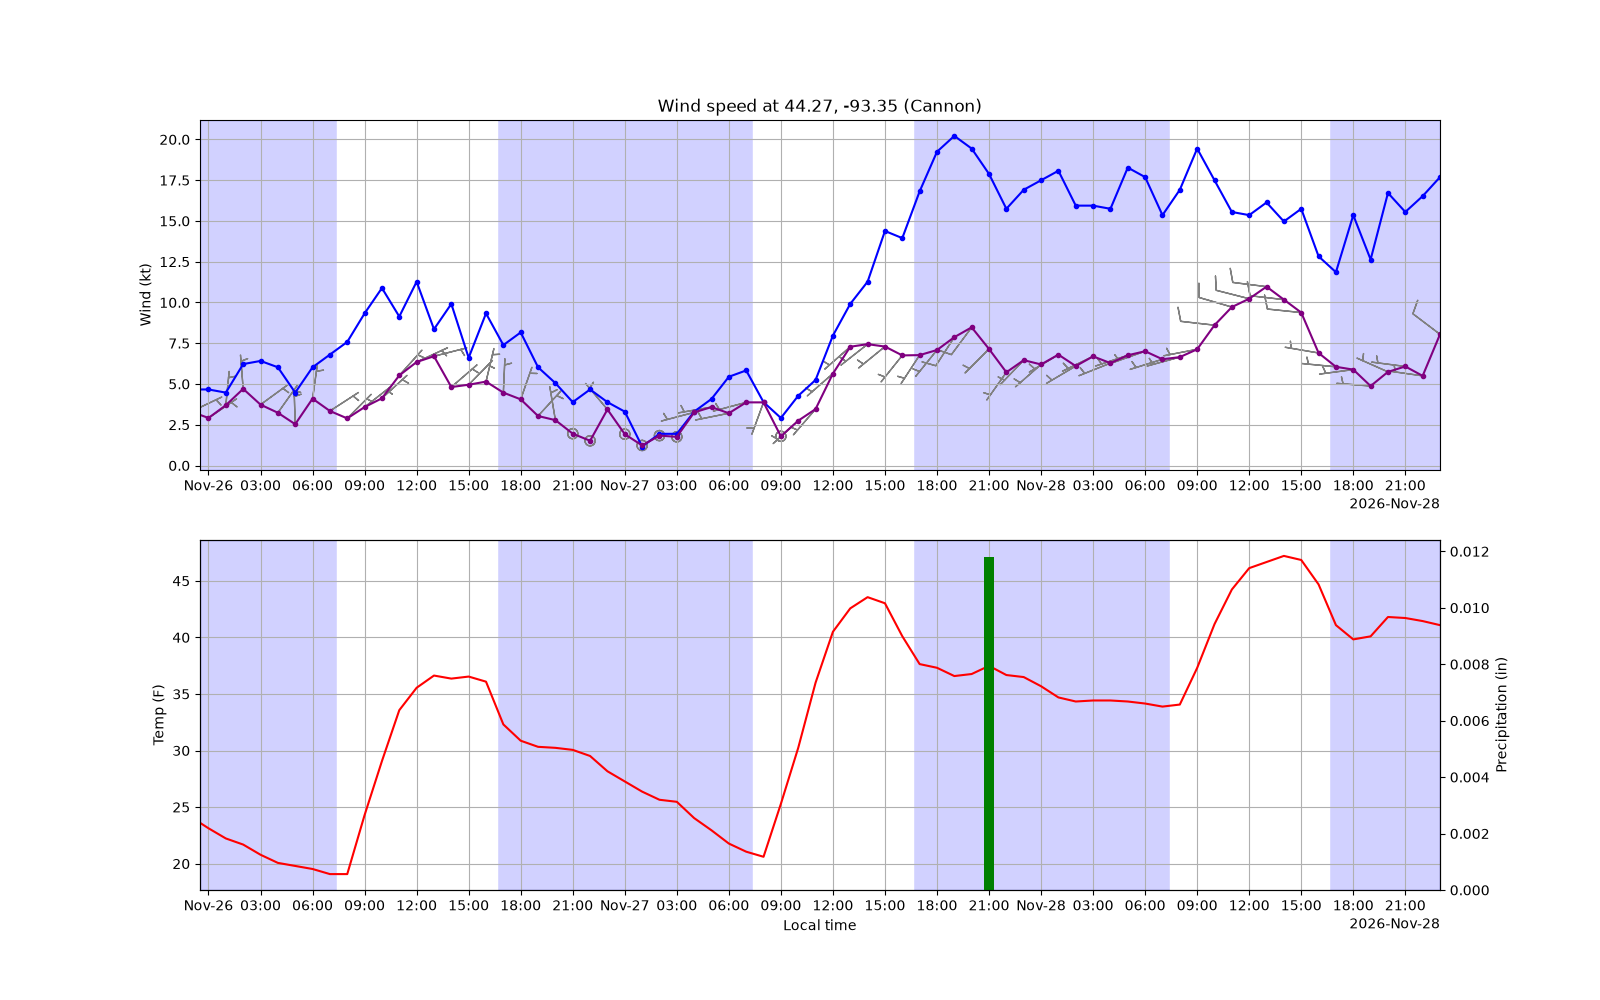 Wind speed at 44.27, -93.35 (Cannon)
Wind (kt)
20.0
17.5
15.0
12.5
10.0
7.5
5.0
2.5
0.0
Nov-26 03:00 06:00 09:00 12:00 15:00 18:00 21:00 Nov-27 03:00 06:00 09:00 12:00 15:00 18:00 21:00 Nov-28 03:00 06:00 09:00 12:00 15:00 18:00 21:00
2026-Nov-28
Temp (F)
45
40
35
30
25
20
0.012
0.010
0.008
0.006
0.004
0.002
0.000
Precipitation (in)
Nov-26 03:00 06:00 09:00 12:00 15:00 18:00 21:00 Nov-27 03:00 06:00 09:00 12:00 15:00 18:00 21:00 Nov-28 03:00 06:00 09:00 12:00 15:00 18:00 21:00
Local time
2026-Nov-28